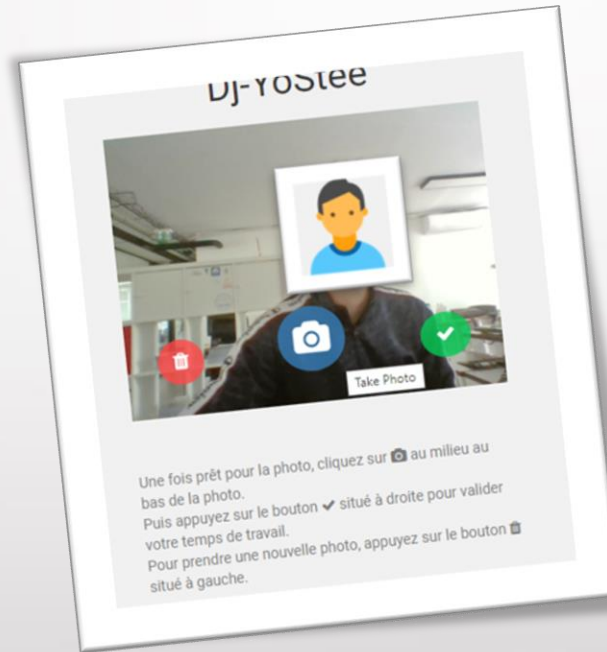 Dj-YoStee
Take Photo
Une fois prêt pour la photo, cliquez sur au milieu au
bas de la photo.
Puis appuyez sur le bouton situé à droite pour valider
votre temps de travail.
Pour prendre une nouvelle photo, appuyez sur le bouton
situé à gauche.